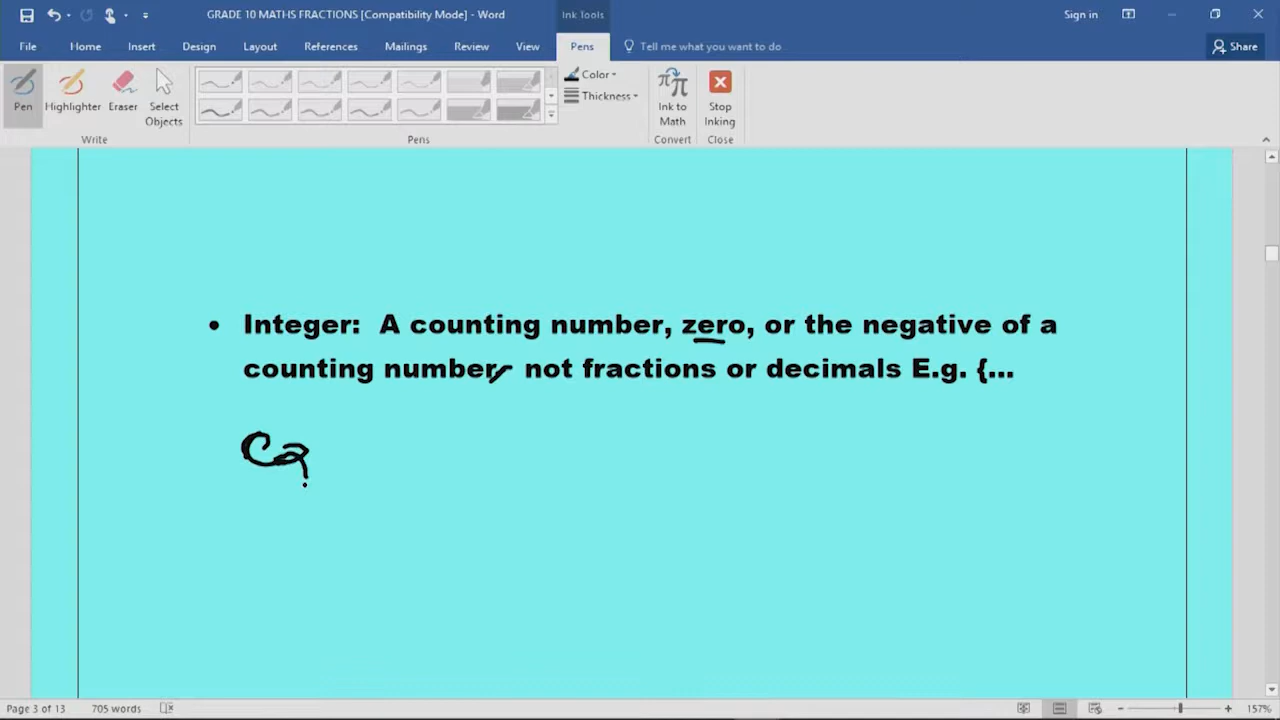 GRADE 10 MATHS FRACTIONS [Compatibility Mode] - Word
Ink Tools
Sign in
File Home Insert Design Layout References Mailings Review View Pens Tell me what you want to do Share
Pen Highlighter Eraser Select Objects
Color
Thickness
Ink to Math
Stop Inking
Write Pens Convert Close
• Integer: A counting number, zero, or the negative of a
counting number not fractions or decimals E.g. {...
Page 3 of 13 705 words 157%